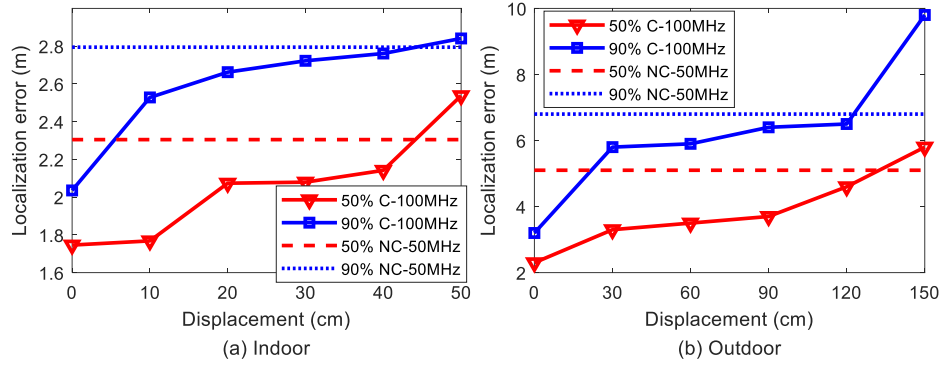 Localization error (m)
3
2.8
2.6
2.4
2.2
2
1.8
1.6
50% C-100MHz
90% C-100MHz
50% NC-50MHz
90% NC-50MHz
0 10 20 30 40 50
Displacement (cm)
(a) Indoor
Localization error (m)
10
8
6
4
2
50% C-100MHz
90% C-100MHz
50% NC-50MHz
90% NC-50MHz
0 30 60 90 120 150
Displacement (cm)
(b) Outdoor